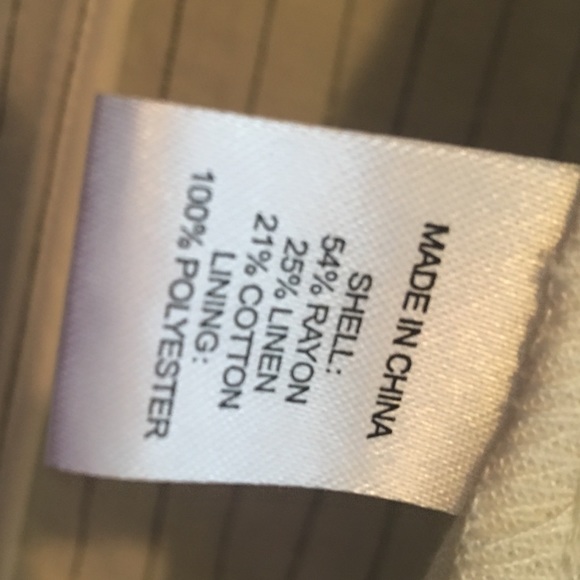 MADE IN CHINA
SHELL:
54% RAYON
25% LINEN
21% COTTON
LINING:
100% POLYESTER